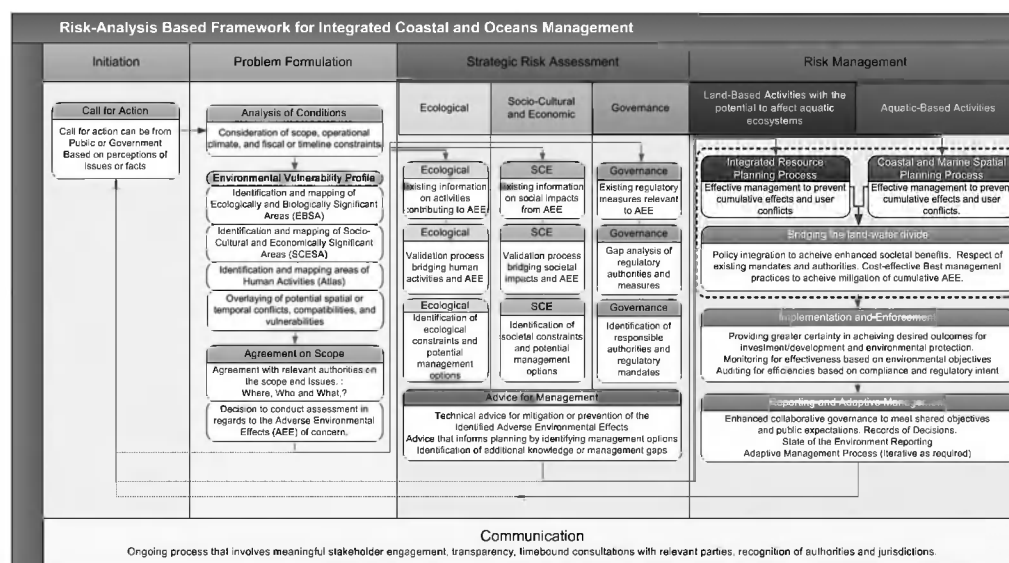 Risk-Analysis Based Framework for Integrated Coastal and Oceans Management
Initiation
Problem Formulation
Strategic Risk Assessment
Risk Management
Call for Action
Call for action can be from
Public or Government
Based on perceptions of
issues or facts
Analysis of Conditions
Consideration of scope, operational
climate, and fiscal or timeline constraints
Environmental Vulnerability Profile
Identification and mapping of
Ecologically and Biologically Significant
Areas (EBSA)
Identification and mapping of Socio-
Cultural and Economically Significant
Areas (SCESA)
Identification and mapping areas of
Human Activities (Atlas)
Overlaying of potential spatial or
temporal conflicts, compatibilities, and
vulnerabilities
Agreement on Scope
Agreement with relevant authorities on
the scope and Issues. :
Where, Who and What,?
Decision to conduct assessment in
regards to the Adverse Environmental
Effects (AEE) of concern.
Ecological
Socio-Cultural
and Economic
Governance
Ecological
Existing information
on activities
contributing to AEE
SCE
Existing information
on social impacts
from AEE
Governance
Existing regulatory
measures relevant
to AEE
Ecological
Validation process
bridging human
activities and AEE
SCE
Validation process
bridging societal
impacts and AEE
Governance
Gap analysis of
regulatory
authorities and
measures
Ecological
Identification of
ecological
constraints and
potential
management
options
SCE
Identification of
societal constraints
and potential
management
options
Governance
Identification of
responsible
authorities and
regulatory
mandates
Advice for Management
Technical advice for mitigation or prevention of the
Identified Adverse Environmental Effects
Advice that informs planning by identifying management options
Identification of additional knowledge or management gaps
Land-Based Activities with the
potential to affect aquatic
ecosystems
Aquatic-Based Activities
Integrated Resource
Planning Process
Effective management to prevent
cumulative effects and user
conflicts
Coastal and Marine Spatial
Planning Process
Effective management to preven
cumulative effects and user
conflicts.
Bridging the land-water divide
Policy integration to acheive enhanced societal benefits. Respect of
existing mandates and authorities. Cost-effective Best management
practices to acheive mitigation of cumulative AEE.
Implementation and Enforcement
Providing greater certainty in acheiving desired outcomes for
investment/development and environmental protection.
Monitoring for effectiveness based on environmental objectives
Auditing for efficiencies based on compliance and regulatory intent
Reporting and Adaptive Management
Enhanced collaborative governance to meet shared objectives
and public expectations. Records of Decisions.
State of the Environment Reporting
Adaptive Management Process (Iterative as required)
Communication
Ongoing process that involves meaningful stakeholder engagement, transparency, timebound consultations with relevant parties, recognition of authorities and jurisdictions.